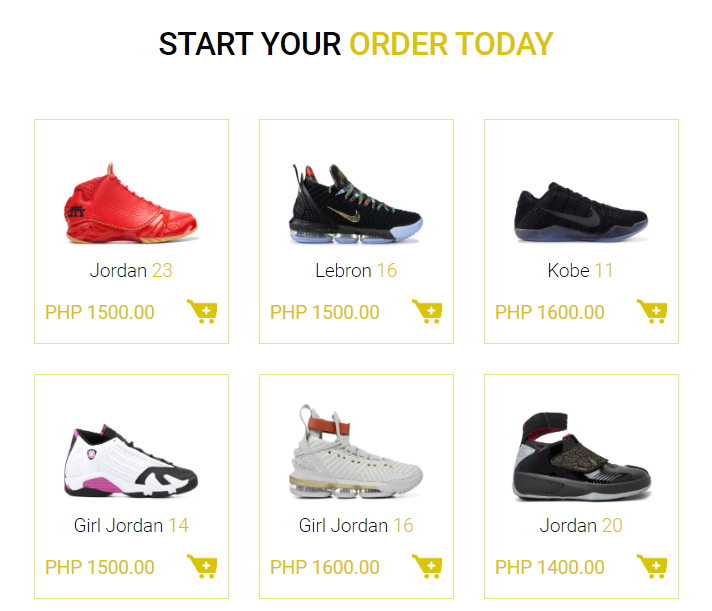 START YOUR ORDER TODAY
Jordan 23
PHP 1500.00
Lebron 16
PHP 1500.00
Kobe 11
PHP 1600.00
Girl Jordan 14
PHP 1500.00
Girl Jordan 16
PHP 1600.00
Jordan 20
PHP 1400.00